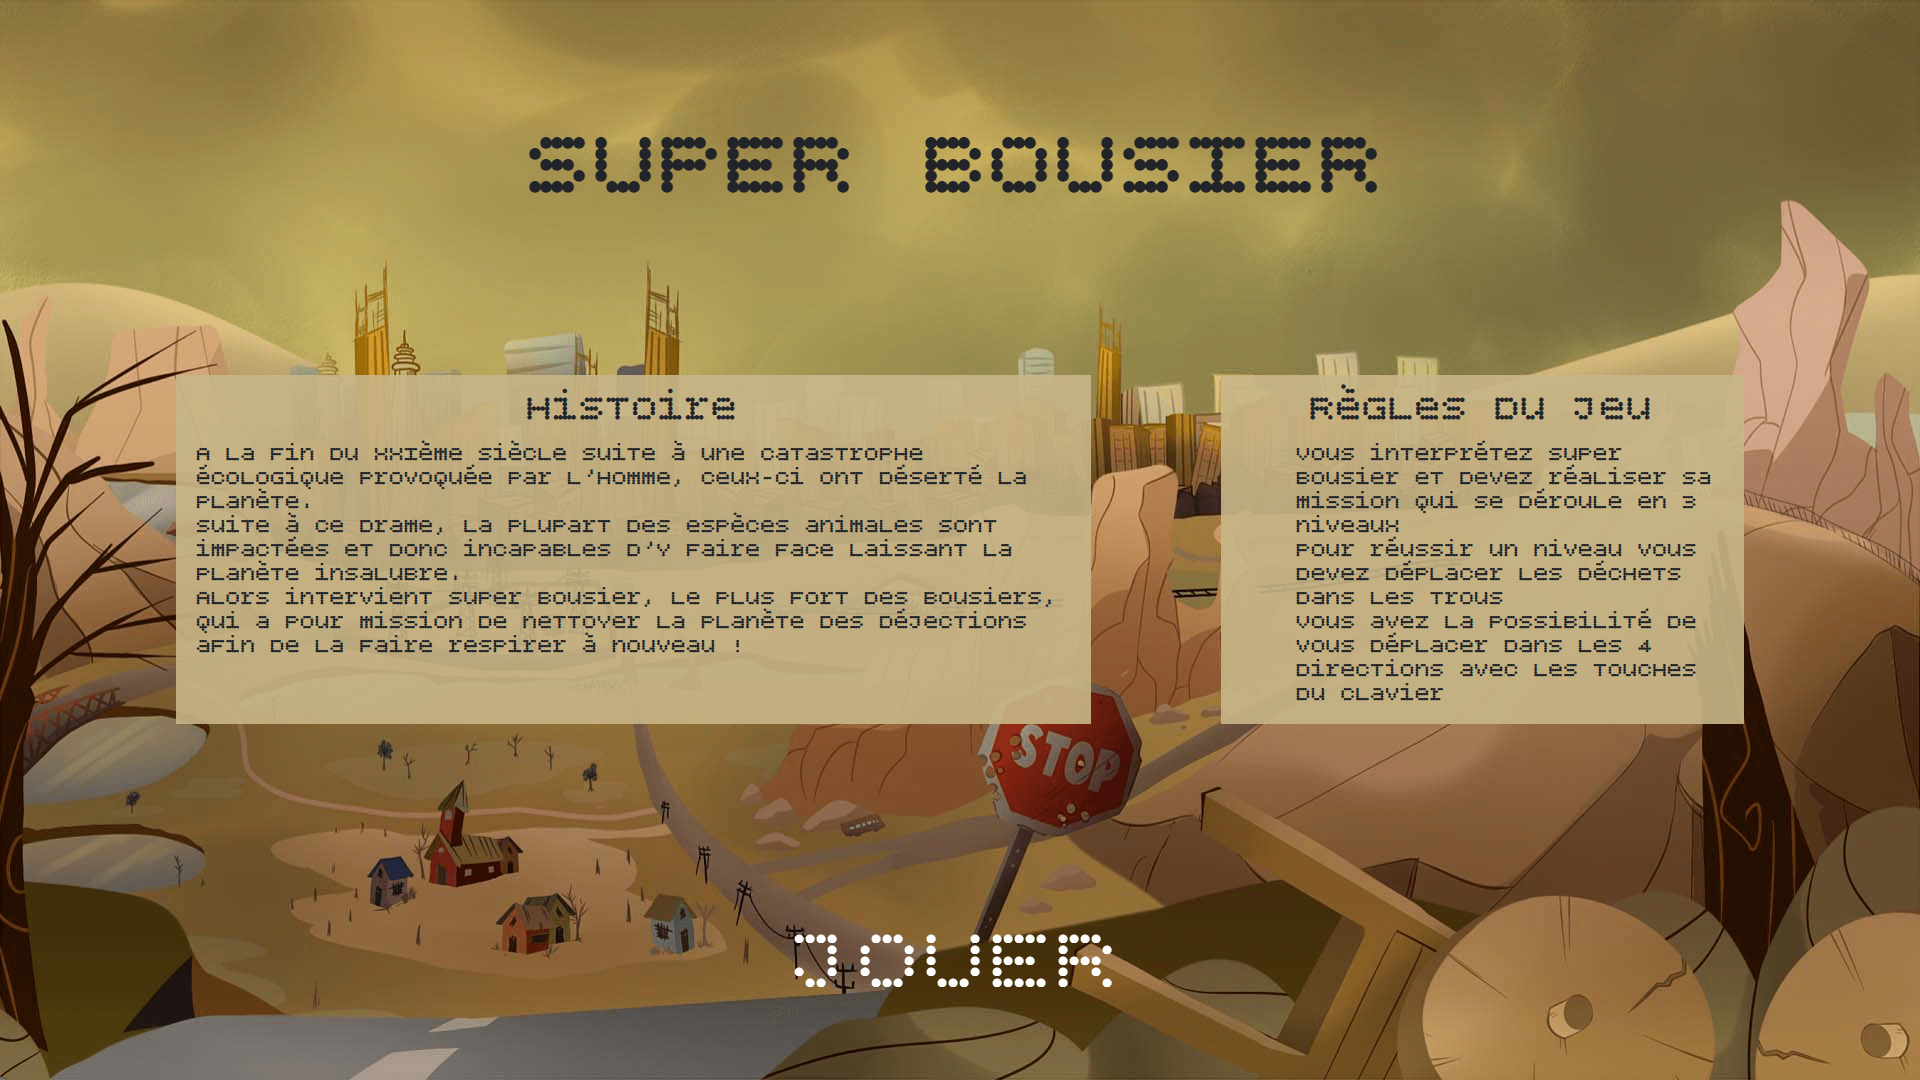 SUPER BOUSIER
Histoire
A la fin du XXIème siècle suite à une catastrophe
écologique provoquée par l'Homme, ceux-ci ont déserté la
planète.
Suite à ce drame, la plupart des espèces animales sont
impactées et donc incapables d'y faire face laissant la
planète insalubre.
Alors intervient Super Bousier, le plus fort des bousiers,
qui a pour mission de nettoyer la planète des déjections
afin de la faire respirer à nouveau !
Règles du jeu
Vous interprétez Super
Bousier et devez réaliser sa
mission qui se déroule en 3
niveaux
Pour réussir un niveau vous
devez déplacer les déchets
dans les trous
Vous avez la possibilité de
vous déplacer dans les 4
directions avec les touches
du clavier
STOP
JOUER